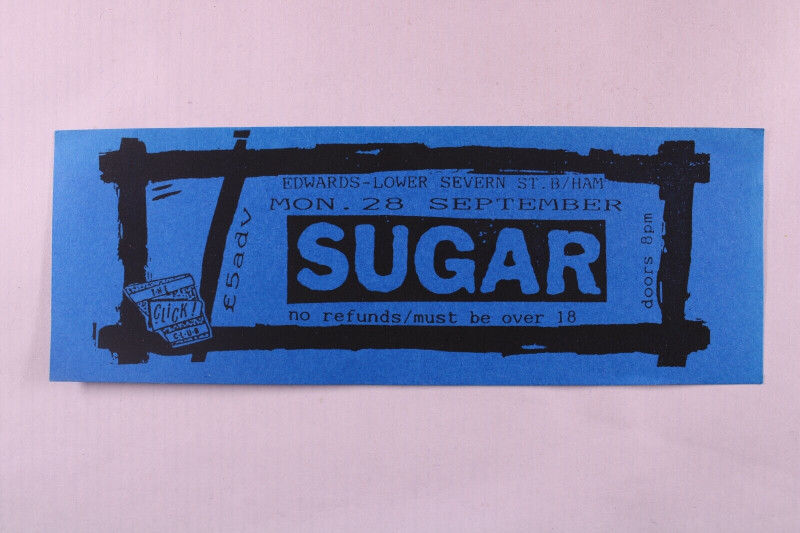 EDWARDS-LOWER SEVERN ST.B/HAM
MON.28 SEPTEMBER
SUGAR
no refunds/must be over 18
£5adv
doors 8pm
CLICK!
C·L·U·B